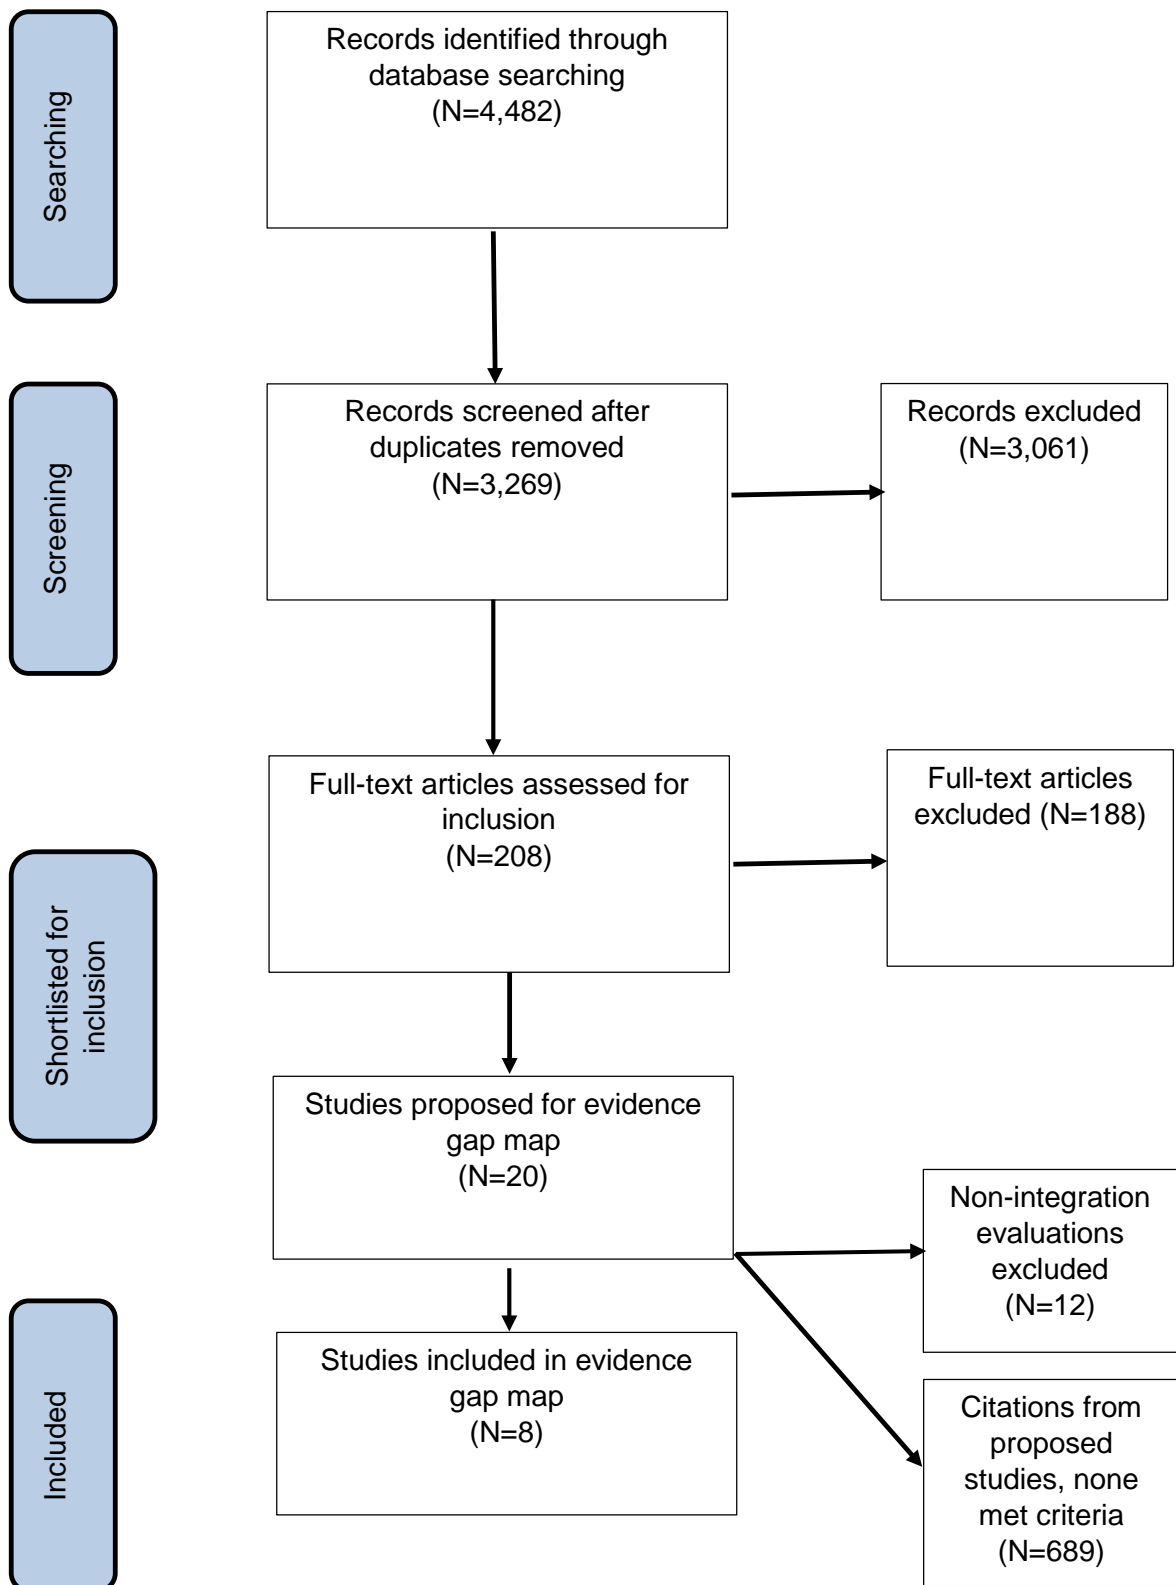 Searching
Records identified through
database searching
(N=4,482)
Screening
Records screened after
duplicates removed
(N=3,269)
Records excluded
(N=3,061)
Shortlisted for
inclusion
Full-text articles assessed for
inclusion
(N=208)
Full-text articles
excluded (N=188)
Studies proposed for evidence
gap map
(N=20)
Non-integration
evaluations
excluded
(N=12)
Included
Studies included in evidence
gap map
(N=8)
Citations from
proposed
studies, none
met criteria
(N=689)